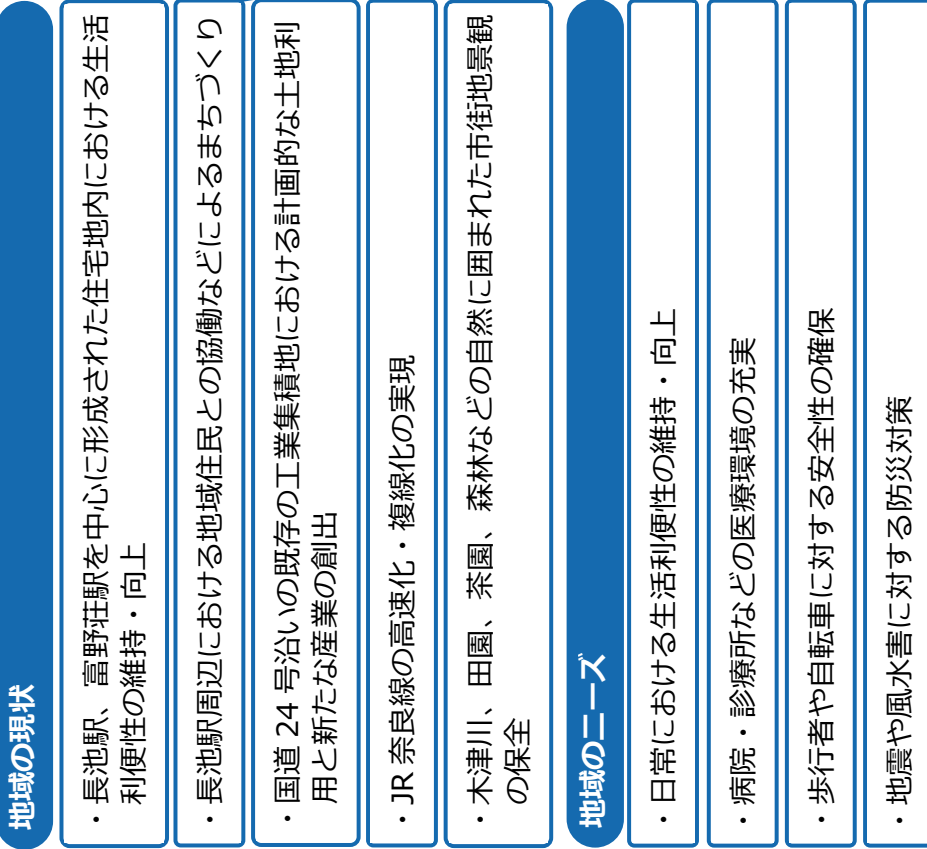 地域の現状
・長池駅、富野荘駅を中心に形成された住宅地内における生活
利便性の維持・向上
・長池駅周辺における地域住民との協働などによるまちづくり
・国道 24 号沿いの既存の工業集積地における計画的な土地利
用と新たな産業の創出
・JR 奈良線の高速化・複線化の実現
・木津川、田園、茶園、森林などの自然に囲まれた市街地景観
の保全
地域のニーズ
・日常における生活利便性の維持・向上
・病院・診療所などの医療環境の充実
・歩行者や自転車に対する安全性の確保
・地震や風水害に対する防災対策